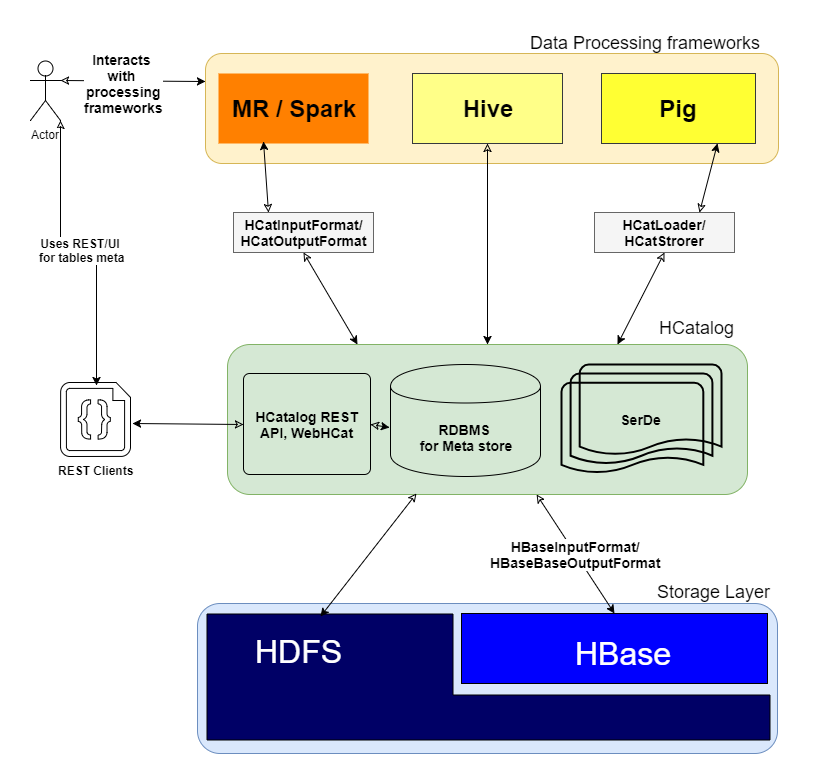 Data Processing frameworks
Interacts
with
processing
frameworks
Actor
MR / Spark
Hive
Pig
HCatInputFormat/
HCatOutputFormat
HCatLoader/
HCatStrorer
Uses REST/UI
for tables meta
HCatalog
REST Clients
HCatalog REST
API, WebHCat
RDBMS
for Meta store
SerDe
HBaseInputFormat/
HBaseBaseOutputFormat
Storage Layer
HDFS
HBase